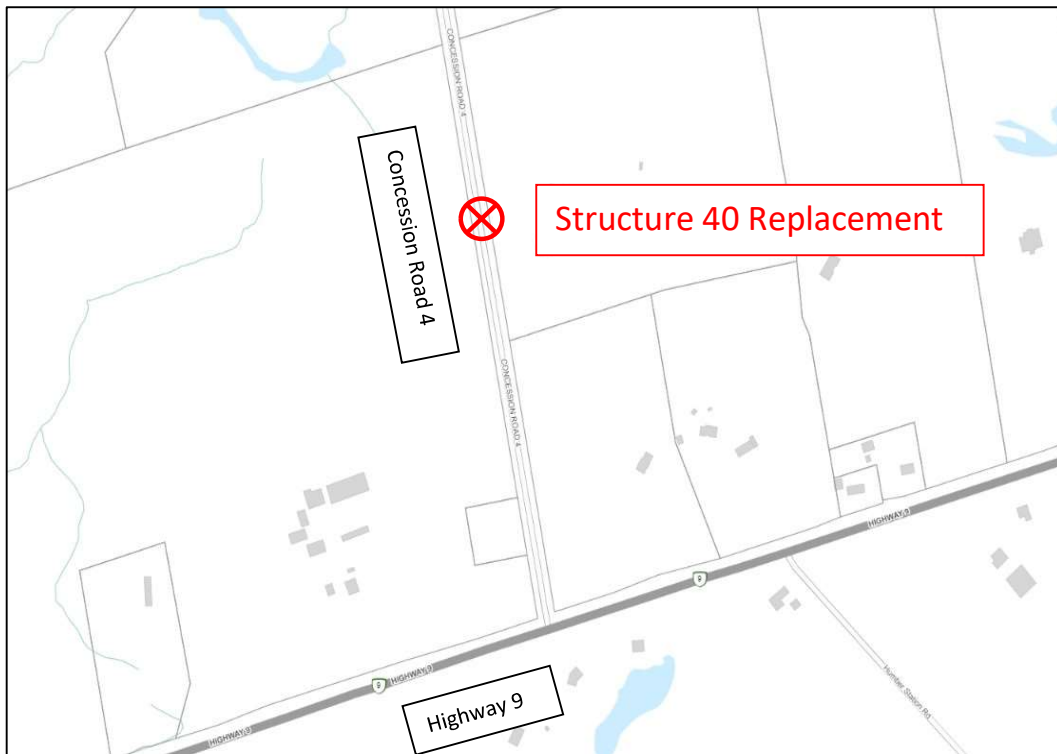 CONCESSION ROAD 4
Concession Road 4
Structure 40 Replacement
CONCESSION ROAD 4
HIGHWAY 9
9
Humber Station Rd
9
HIGHWAY 9
Highway 9
HIGHWAY 9